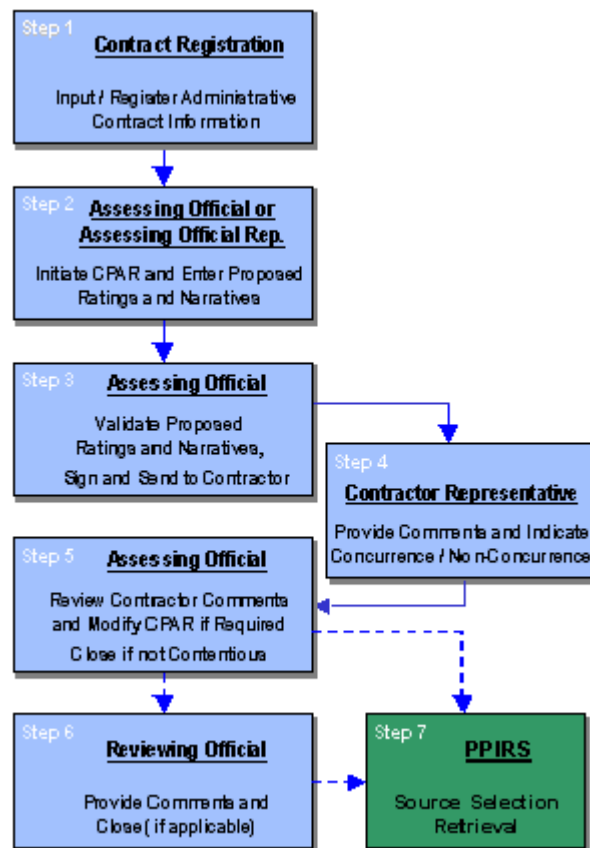 Step 1
Contract Registration
Input / Register Administrative
Contract Information
Step 2
Assessing Official or
Assessing Official Rep.
Initiate CPAR and Enter Proposed
Ratings and Narratives
Step 3
Assessing Official
Validate Proposed
Ratings and Narratives,
Sign and Send to Contractor
Step 4
Contractor Representative
Provide Comments and Indicate
Concurrence / Non-Concurrence
Step 5
Assessing Official
Review Contractor Comments
and Modify CPAR if Required
Close if not Contentious
Step 6
Reviewing Official
Provide Comments and
Close( if applicable)
Step 7
PPIRS
Source Selection
Retrieval